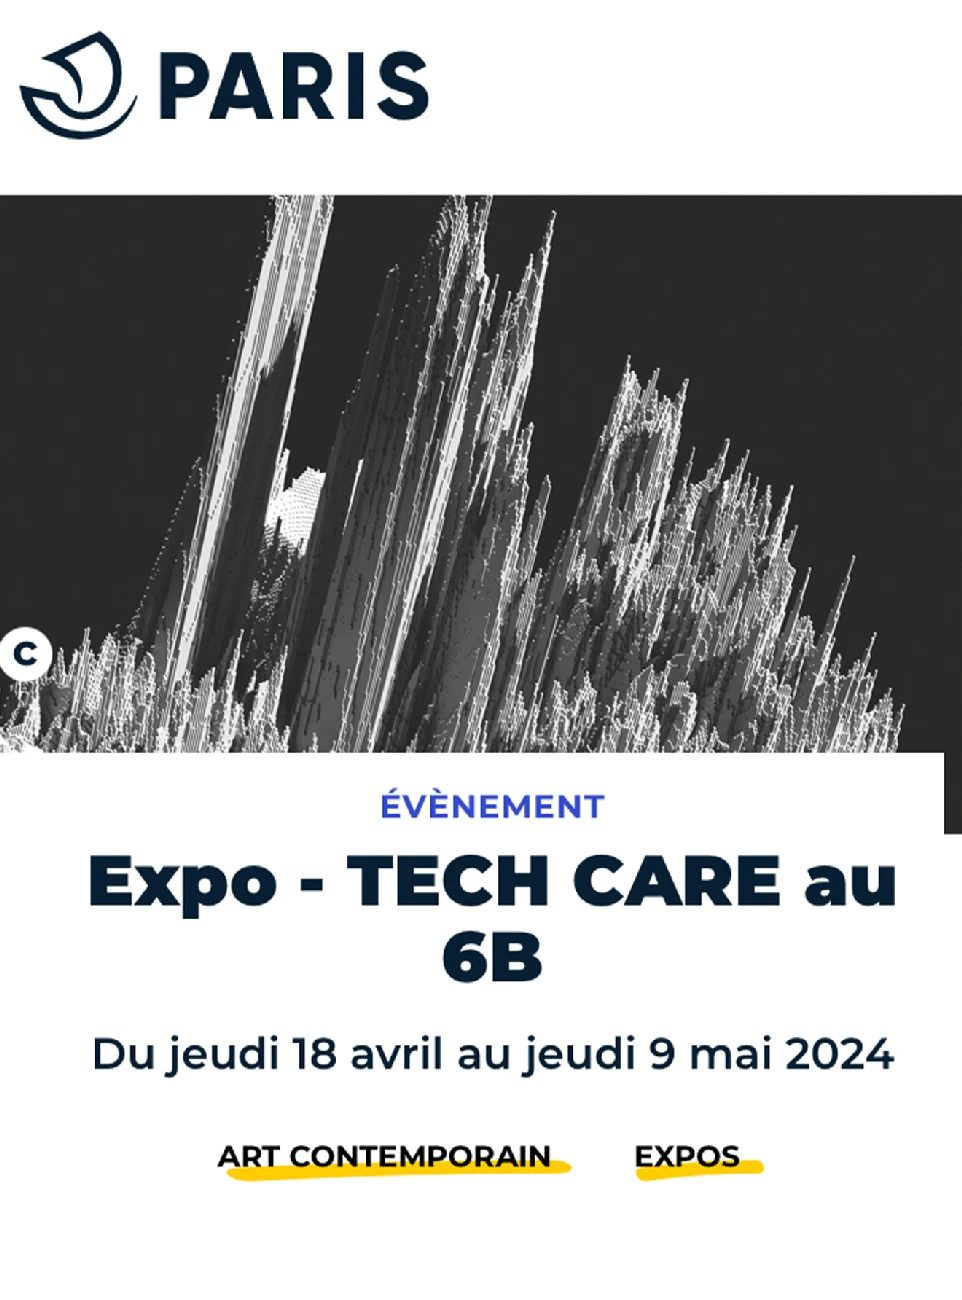 PARIS
C
ÉVÈNEMENT
Expo - TECH CARE au
6B
Du jeudi 18 avril au jeudi 9 mai 2024
ART CONTEMPORAIN EXPOS